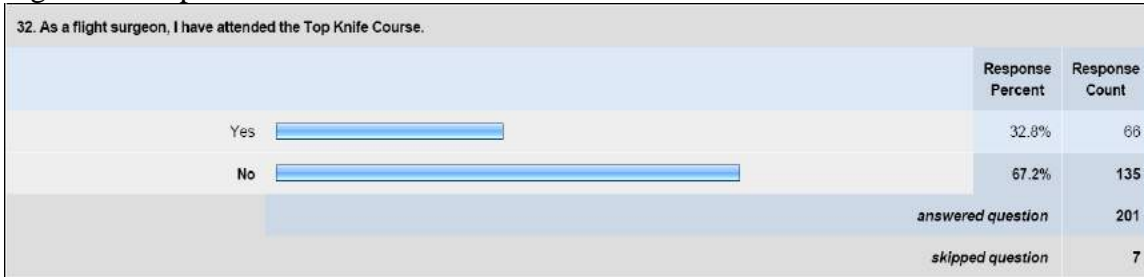 32. As a flight surgeon, I have attended the Top Knife Course.
Response Percent Response Count
Yes 32.8% 66
No 67.2% 135
answered question 201
skipped question 7